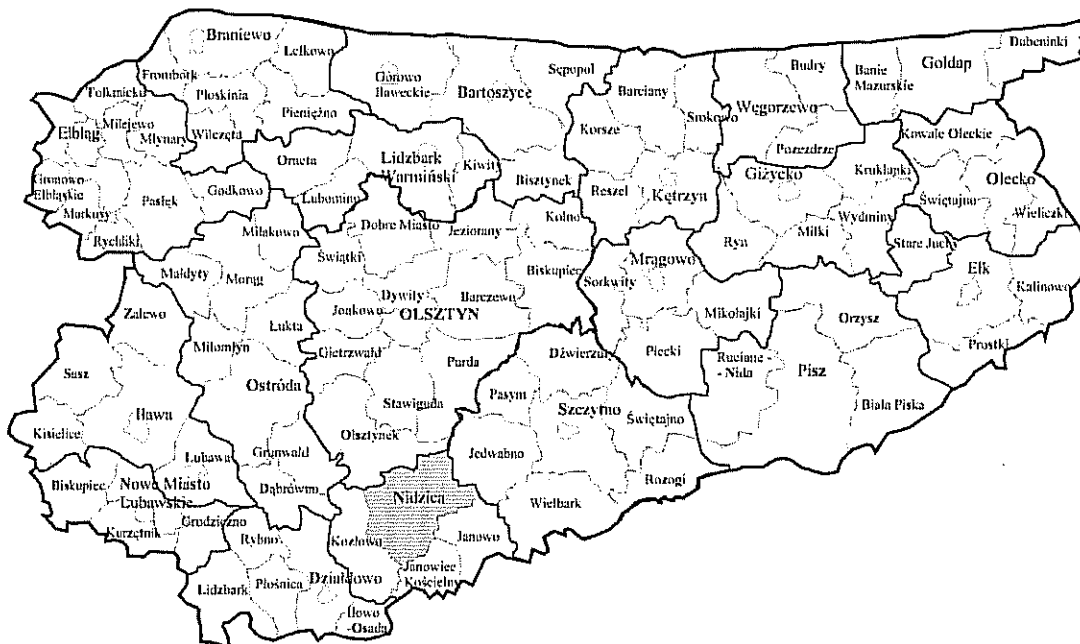 Braniewo
Lelkowo
Frombork
Płoskinia
Pieniężno
Tolkmicko
Milejewo
Elbląg
Młynary
Wilczęta
Gronowo
Elbląskie
Markusy
Pasłęk
Godkowo
Rychliki
Górowo
Iławeckie
Bartoszyce
Sępopol
Bisztynek
Orneta
Lidzbark
Warmiński
Kiwity
Lubomino
Barciany
Korsze
Srokowo
Reszel
Kętrzyn
Budry
Węgorzewo
Pozezdrze
Banie
Mazurskie
Gołdap
Dubeninki
Kowale Oleckie
Olecko
Świętajno
Wieliczki
Giżycko
Kruklanki
Wydminy
Miłki
Ryn
Stare Juchy
Ełk
Kalinowo
Prostki
Miłakowo
Małdyty
Morąg
Łukta
Miłomłyn
Ostróda
Grunwald
Dąbrówno
Dobre Miasto
Jeziorany
Kolno
Świątki
Dywity
Barczewo
Biskupiec
Jonkowo
OLSZTYN
Gietrzwałd
Purda
Stawiguda
Olsztynek
Mrągowo
Sorkwity
Mikołajki
Piecki
Orzysz
Ruciane
- Nida
Pisz
Biała Piska
Zalewo
Susz
Iława
Kisielice
Lubawa
Biskupiec
Nowe Miasto
Lubawskie
Kurzętnik
Grodziczno
Dźwierzuty
Pasym
Szczytno
Świętajno
Jedwabno
Rozogi
Wielbark
Nidzica
Kozłowo
Janowo
Janowiec
Kościelny
Rybno
Lidzbark
Płośnica
Działdowo
Iłowo
-Osada